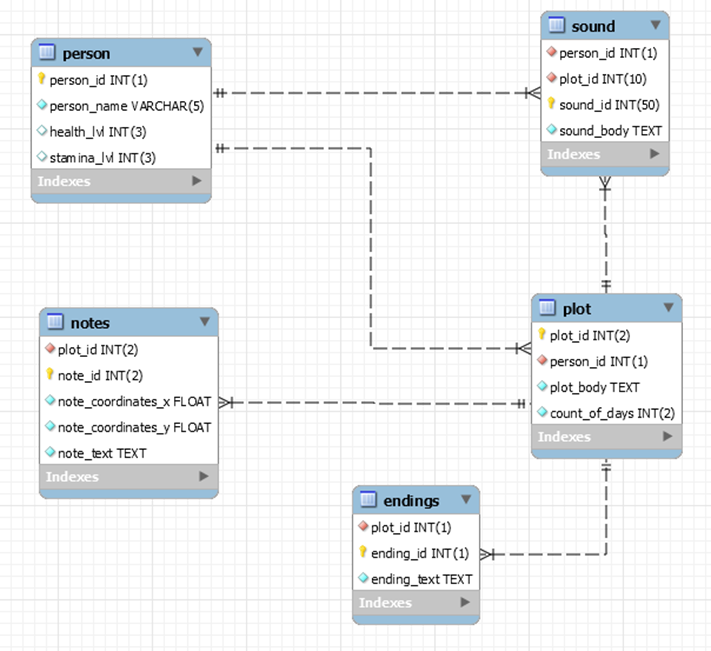 person
person_id INT(1)
person_name VARCHAR(5)
health_lvl INT(3)
stamina_lvl INT(3)
Indexes
sound
person_id INT(1)
plot_id INT(10)
sound_id INT(50)
sound_body TEXT
Indexes
notes
plot_id INT(2)
note_id INT(2)
note_coordinates_x FLOAT
note_coordinates_y FLOAT
note_text TEXT
Indexes
plot
plot_id INT(2)
person_id INT(1)
plot_body TEXT
count_of_days INT(2)
Indexes
endings
plot_id INT(1)
ending_id INT(1)
ending_text TEXT
Indexes